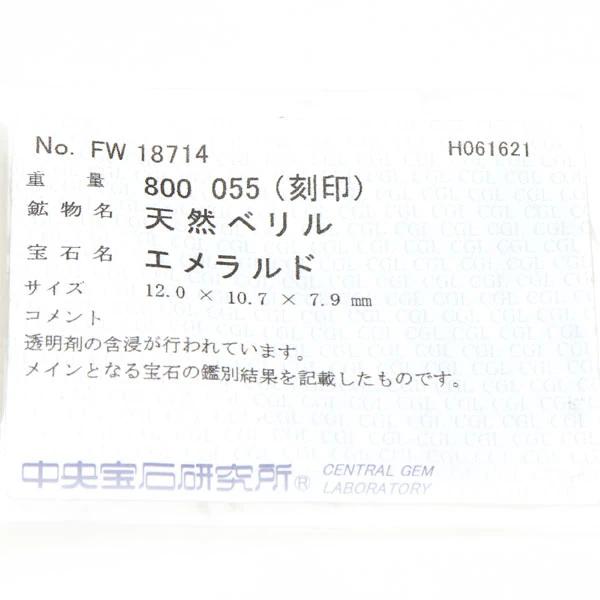 No. FW 18714 H061621
重量 800 055 (刻印)
鉱物名 天然ベリル
宝石名 エメラルド
サイズ 12.0 × 10.7 × 7.9 mm
コメント
透明剤の含浸が行われています。
メインとなる宝石の鑑別結果を記載したものです。
中央宝石研究所® CENTRAL GEM
LABORATORY